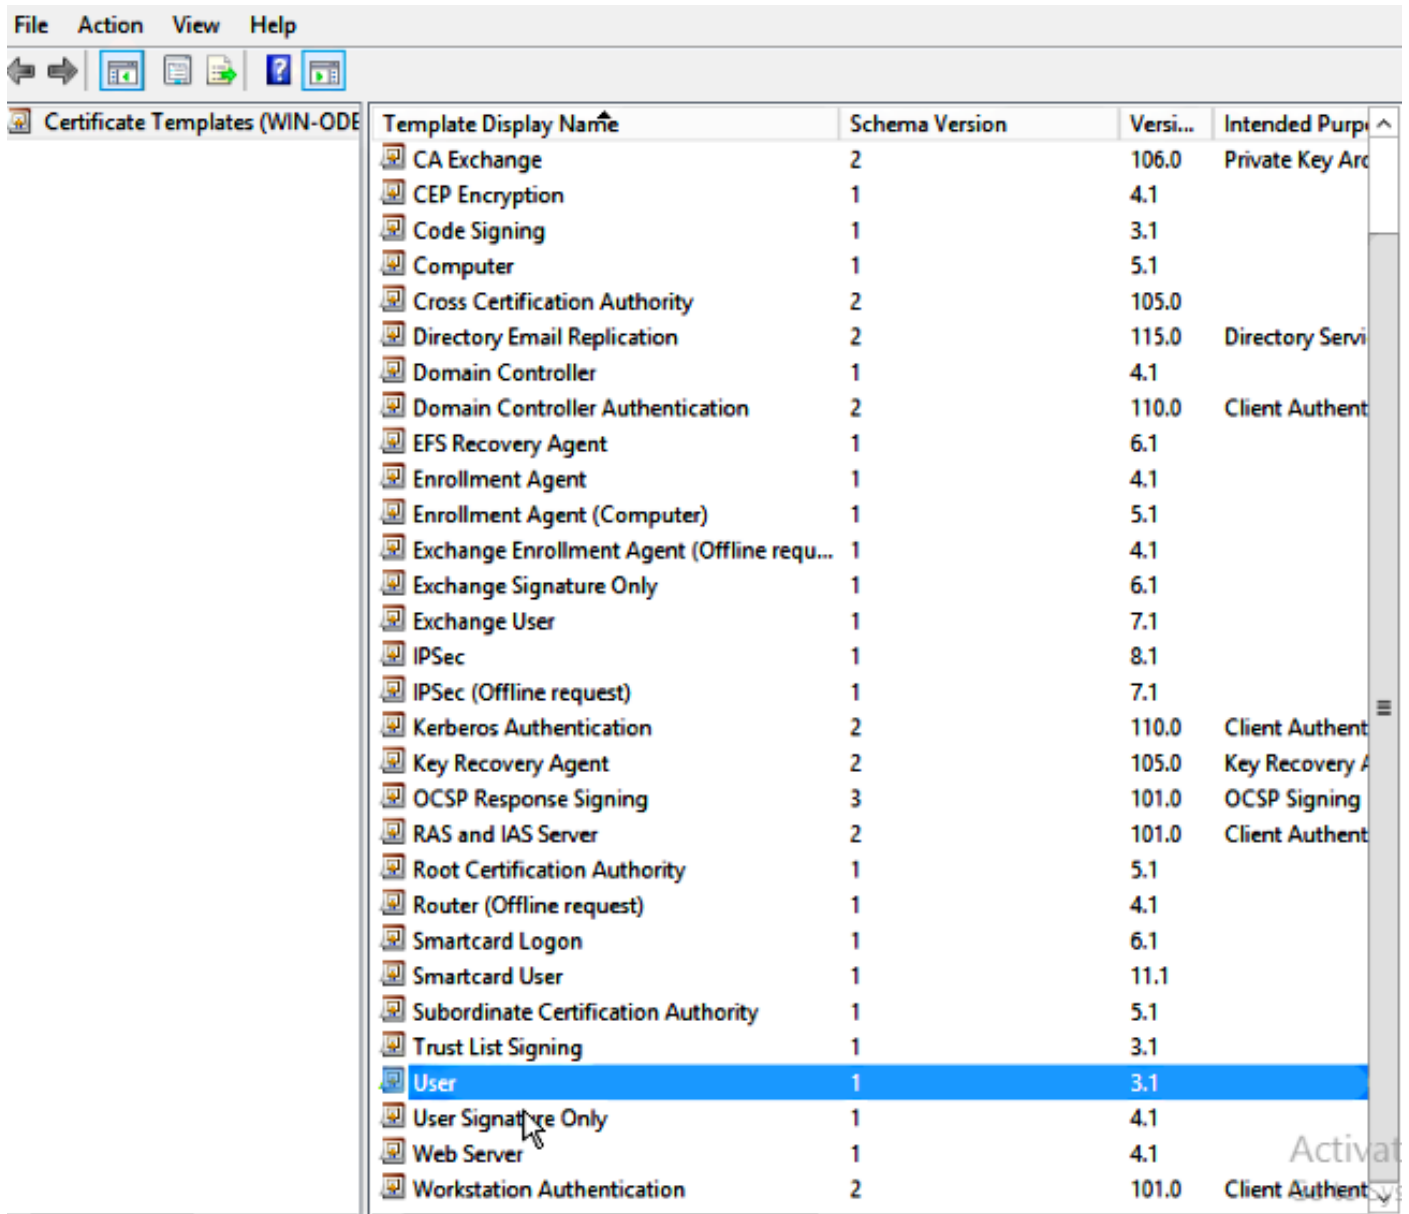 File Action View Help
Certificate Templates (WIN-ODE
Template Display Name Schema Version Versi... Intended Purp
CA Exchange 2 106.0 Private Key Arc
CEP Encryption 1 4.1
Code Signing 1 3.1
Computer 1 5.1
Cross Certification Authority 2 105.0
Directory Email Replication 2 115.0 Directory Servi
Domain Controller 1 4.1
Domain Controller Authentication 2 110.0 Client Authent
EFS Recovery Agent 1 6.1
Enrollment Agent 1 4.1
Enrollment Agent (Computer) 1 5.1
Exchange Enrollment Agent (Offline requ... 1 4.1
Exchange Signature Only 1 6.1
Exchange User 1 7.1
IPSec 1 8.1
IPSec (Offline request) 1 7.1
Kerberos Authentication 2 110.0 Client Authent
Key Recovery Agent 2 105.0 Key Recovery A
OCSP Response Signing 3 101.0 OCSP Signing
RAS and IAS Server 2 101.0 Client Authent
Root Certification Authority 1 5.1
Router (Offline request) 1 4.1
Smartcard Logon 1 6.1
Smartcard User 1 11.1
Subordinate Certification Authority 1 5.1
Trust List Signing 1 3.1
User 1 3.1
User Signature Only 1 4.1
Web Server 1 4.1
Activat
Workstation Authentication 2 101.0 Client Authent